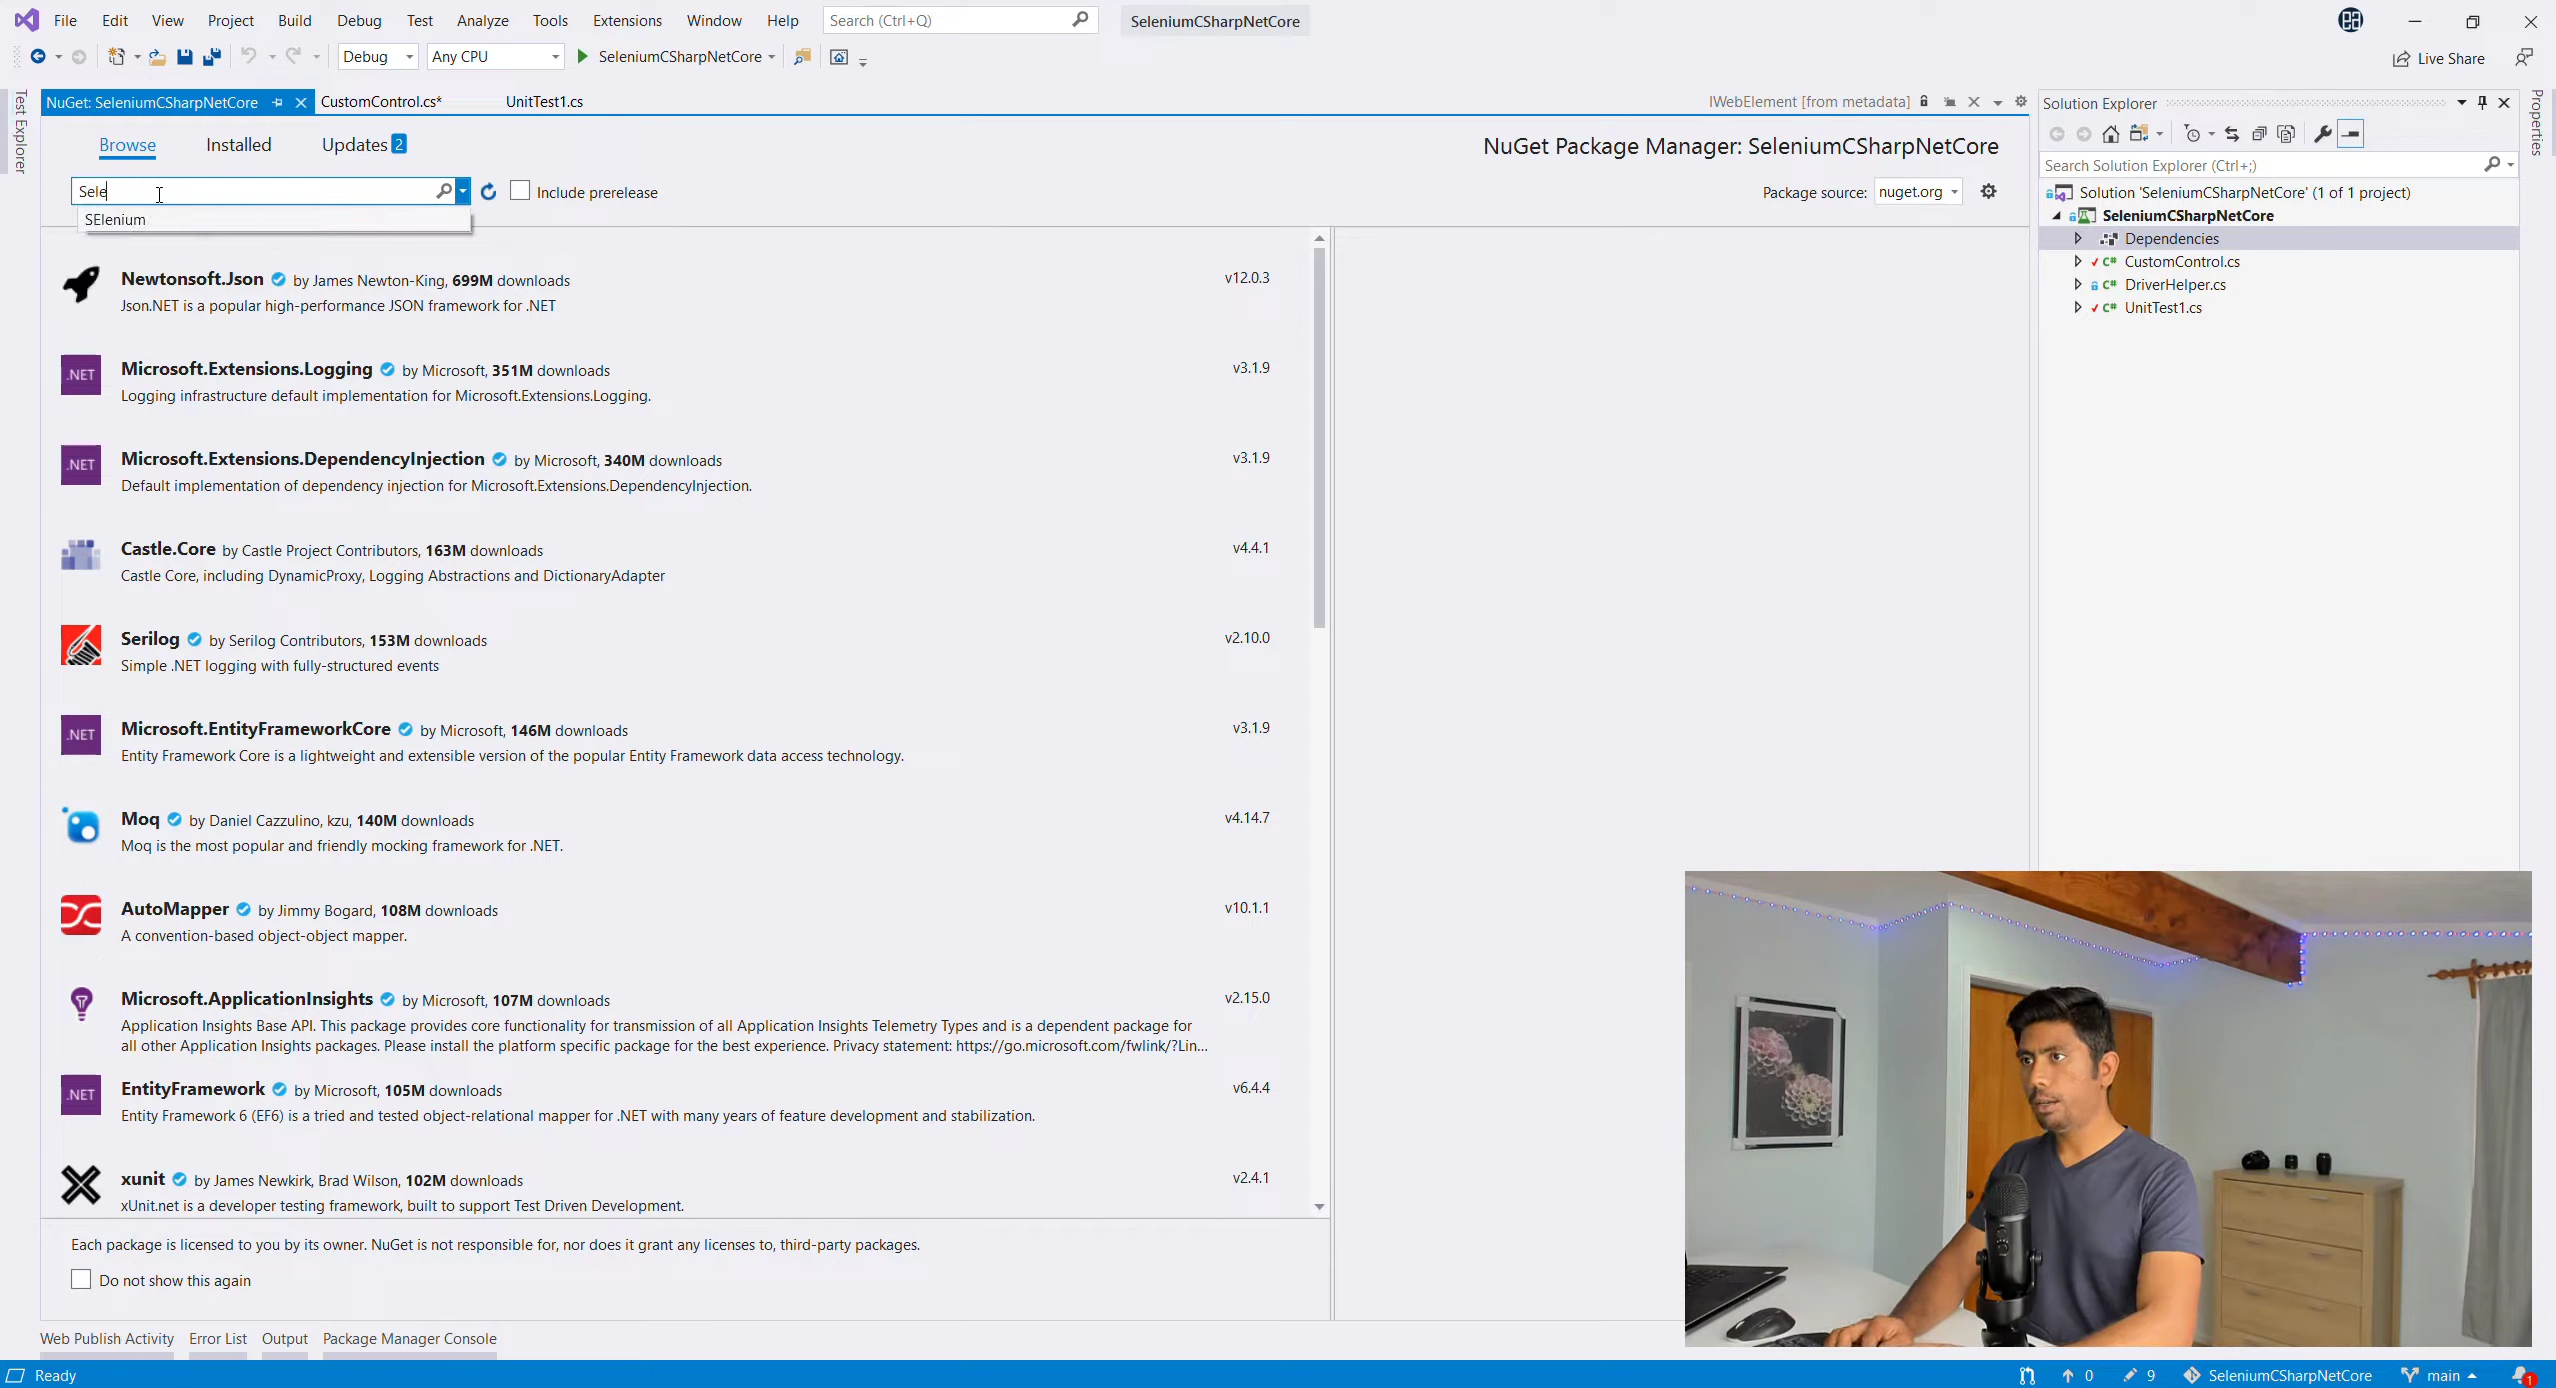 File Edit View Project Build Debug Test Analyze Tools Extensions Window Help Search (Ctrl+Q) SeleniumCSharpNetCore
Debug Any CPU SeleniumCSharpNetCore Live Share
NuGet: SeleniumCSharpNetCore CustomControl.cs* UnitTest1.cs IWebElement [from metadata]
Test Explorer
Browse Installed Updates 2
NuGet Package Manager: SeleniumCSharpNetCore
Sele Include prerelease Package source: nuget.org
SElenium
Newtonsoft.Json by James Newton-King, 699M downloads v12.0.3
Json.NET is a popular high-performance JSON framework for .NET
.NET Microsoft.Extensions.Logging by Microsoft, 351M downloads v3.1.9
Logging infrastructure default implementation for Microsoft.Extensions.Logging.
.NET Microsoft.Extensions.DependencyInjection by Microsoft, 340M downloads v3.1.9
Default implementation of dependency injection for Microsoft.Extensions.DependencyInjection.
Castle.Core by Castle Project Contributors, 163M downloads v4.4.1
Castle Core, including DynamicProxy, Logging Abstractions and DictionaryAdapter
Serilog by Serilog Contributors, 153M downloads v2.10.0
Simple .NET logging with fully-structured events
.NET Microsoft.EntityFrameworkCore by Microsoft, 146M downloads v3.1.9
Entity Framework Core is a lightweight and extensible version of the popular Entity Framework data access technology.
Moq by Daniel Cazzulino, kzu, 140M downloads v4.14.7
Moq is the most popular and friendly mocking framework for .NET.
AutoMapper by Jimmy Bogard, 108M downloads v10.1.1
A convention-based object-object mapper.
Microsoft.ApplicationInsights by Microsoft, 107M downloads v2.15.0
Application Insights Base API. This package provides core functionality for transmission of all Application Insights Telemetry Types and is a dependent package for
all other Application Insights packages. Please install the platform specific package for the best experience. Privacy statement: https://go.microsoft.com/fwlink/?Lin...
.NET EntityFramework by Microsoft, 105M downloads v6.4.4
Entity Framework 6 (EF6) is a tried and tested object-relational mapper for .NET with many years of feature development and stabilization.
xunit by James Newkirk, Brad Wilson, 102M downloads v2.4.1
xUnit.net is a developer testing framework, built to support Test Driven Development.
Each package is licensed to you by its owner. NuGet is not responsible for, nor does it grant any licenses to, third-party packages.
Do not show this again
Solution Explorer
Search Solution Explorer (Ctrl+;)
Solution 'SeleniumCSharpNetCore' (1 of 1 project)
SeleniumCSharpNetCore
Dependencies
C# CustomControl.cs
C# DriverHelper.cs
C# UnitTest1.cs
Properties
Web Publish Activity Error List Output Package Manager Console
Ready 0 9 SeleniumCSharpNetCore main 1